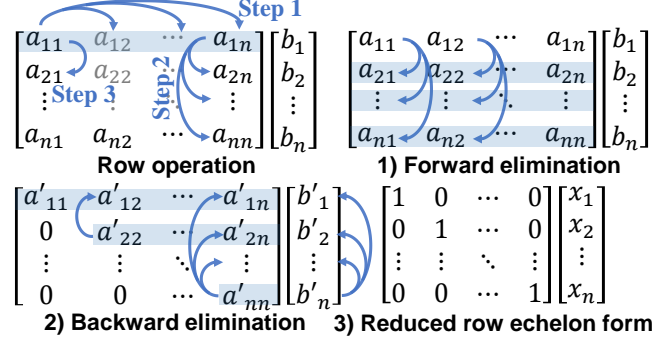 Step 1
a₁₁ a₁₂ ⋯ a₁ₙ b₁
a₂₁ a₂₂ a₂ₙ b₂
Step 3
Step 2
⋮ ⋮ ⋱ ⋮ ⋮
aₙ₁ aₙ₂ ⋯ aₙₙ bₙ
Row operation
a₁₁ a₁₂ ⋯ a₁ₙ b₁
a₂₁ a₂₂ a₂ₙ b₂
⋮ ⋮ ⋱ ⋮ ⋮
aₙ₁ aₙ₂ ⋯ aₙₙ bₙ
1) Forward elimination
a′₁₁ a′₁₂ ⋯ a′₁ₙ b′₁
0 a′₂₂ ⋯ a′₂ₙ b′₂
⋮ ⋮ ⋱ ⋮ ⋮
0 0 ⋯ a′ₙₙ b′ₙ
2) Backward elimination
1 0 ⋯ 0 x₁
0 1 ⋯ 0 x₂
⋮ ⋮ ⋱ ⋮ ⋮
0 0 ⋯ 1 xₙ
3) Reduced row echelon form